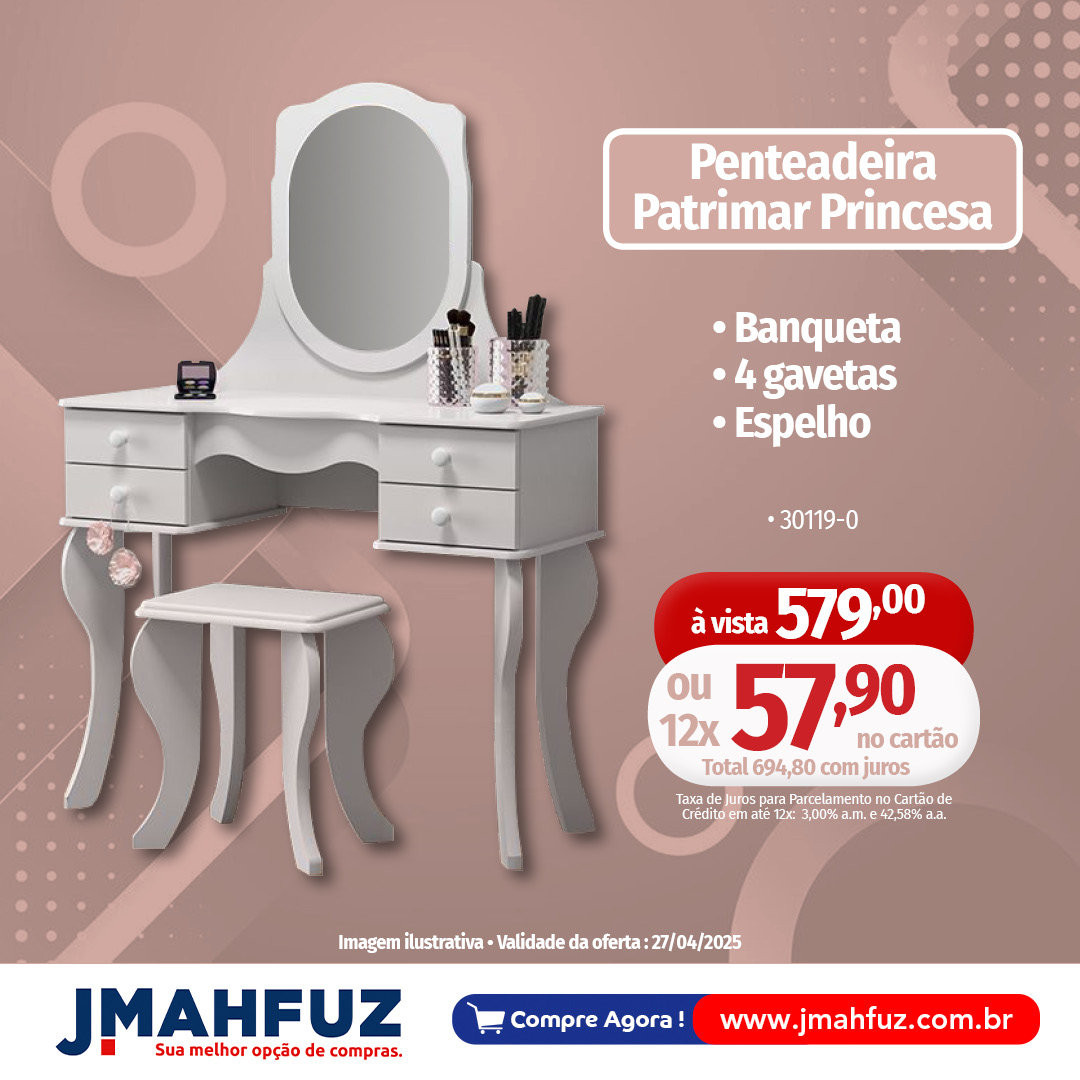 Penteadeira
Patrimar Princesa
• Banqueta
• 4 gavetas
• Espelho
• 30119-0
à vista 579,00
ou 12x 57,90 no cartão
Total 694,80 com juros
Taxa de Juros para Parcelamento no Cartão de
Crédito em até 12x: 3,00% a.m. e 42,58% a.a.
Imagem ilustrativa • Validade da oferta : 27/04/2025
JMAHFUZ
Sua melhor opção de compras.
Compre Agora !
www.jmahfuz.com.br